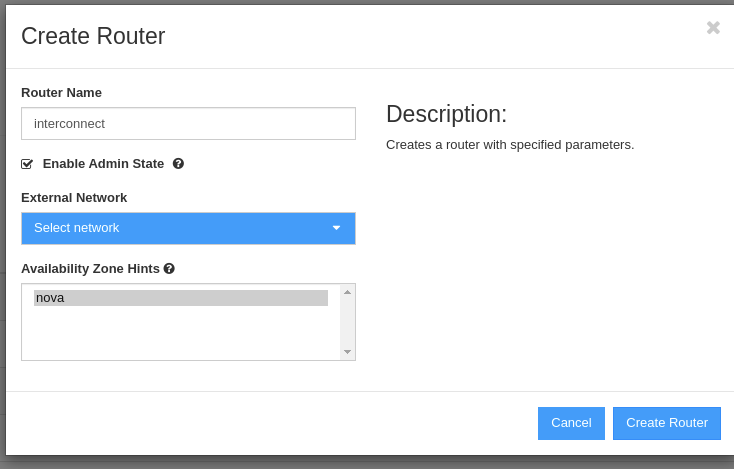 Create Router
Router Name
interconnect
Enable Admin State
External Network
Select network
Availability Zone Hints
nova
Description:
Creates a router with specified parameters.
Cancel
Create Router